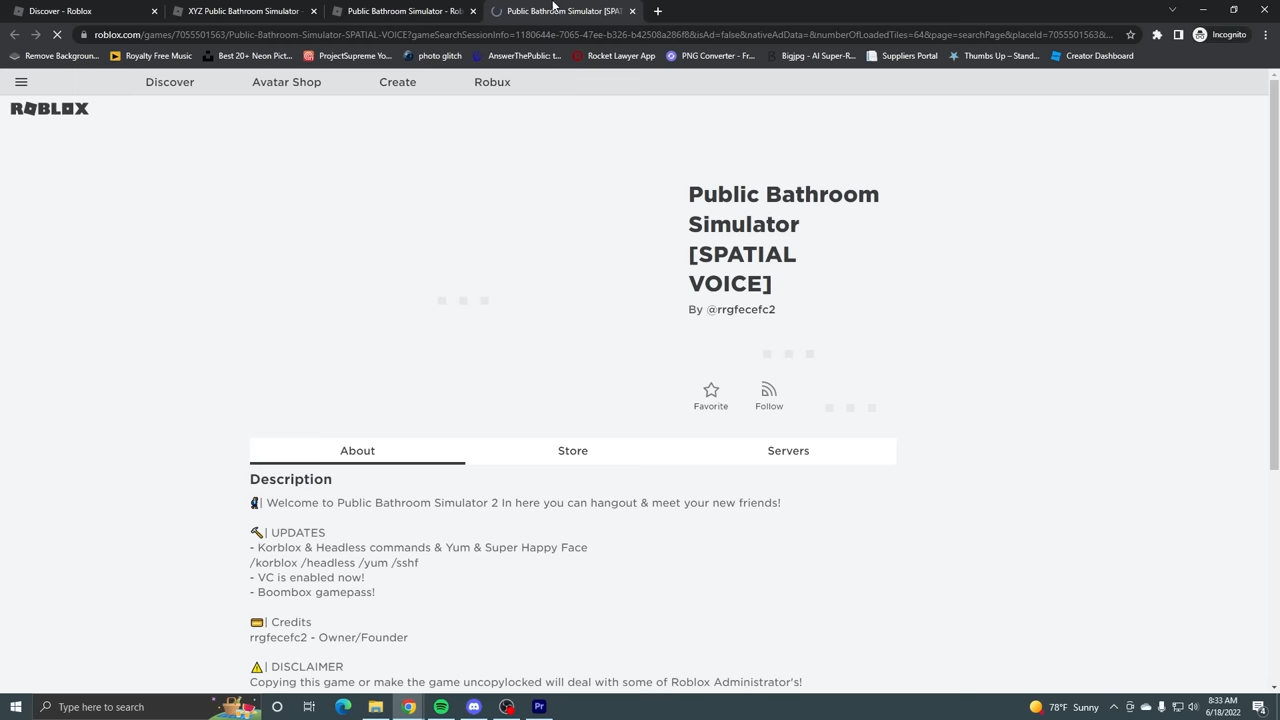 Discover - Roblox
XYZ Public Bathroom Simulator -
Public Bathroom Simulator - Rob
Public Bathroom Simulator [SPAT
roblox.com/games/7055501563/Public-Bathroom-Simulator-SPATIAL-VOICE?gameSearchSessionInfo=1180644e-7065-47ee-b326-b42508a286f8&isAd=false&nativeAdData=&numberOfLoadedTiles=64&page=searchPage&placeId=7055501563&...
Incognito
Remove Backgroun...
Royalty Free Music
Best 20+ Neon Pict...
ProjectSupreme Yo...
photo glitch
AnswerThePublic: t...
Rocket Lawyer App
PNG Converter - F...
Bigjpg - AI Super-R...
Suppliers Portal
Thumbs Up – Stand...
Creator Dashboard
Discover
Avatar Shop
Create
Robux
ROBLOX
Public Bathroom
Simulator
[SPATIAL
VOICE]
By @rrgfecefc2
Favorite
Follow
About
Store
Servers
Description
| Welcome to Public Bathroom Simulator 2 In here you can hangout & meet your new friends!
| UPDATES
- Korblox & Headless commands & Yum & Super Happy Face
/korblox /headless /yum /sshf
- VC is enabled now!
- Boombox gamepass!
| Credits
rrgfecefc2 - Owner/Founder
| DISCLAIMER
Copying this game or make the game uncopylocked will deal with some of Roblox Administrator's!
Type here to search
78°F Sunny
8:33 AM
6/18/2022
4